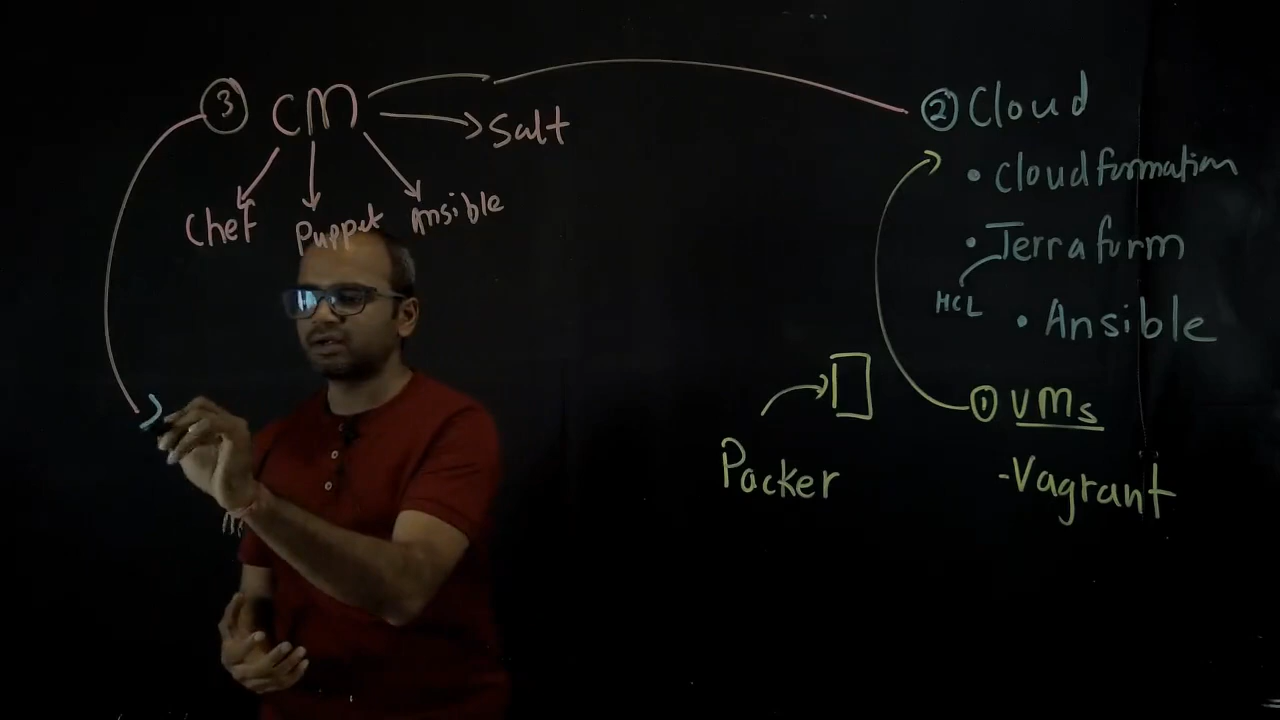 ③ CM
Salt
Chef
Puppet
Ansible
② Cloud
• Cloudformation
• Terraform
HCL
• Ansible
① VMs
-Vagrant
Packer